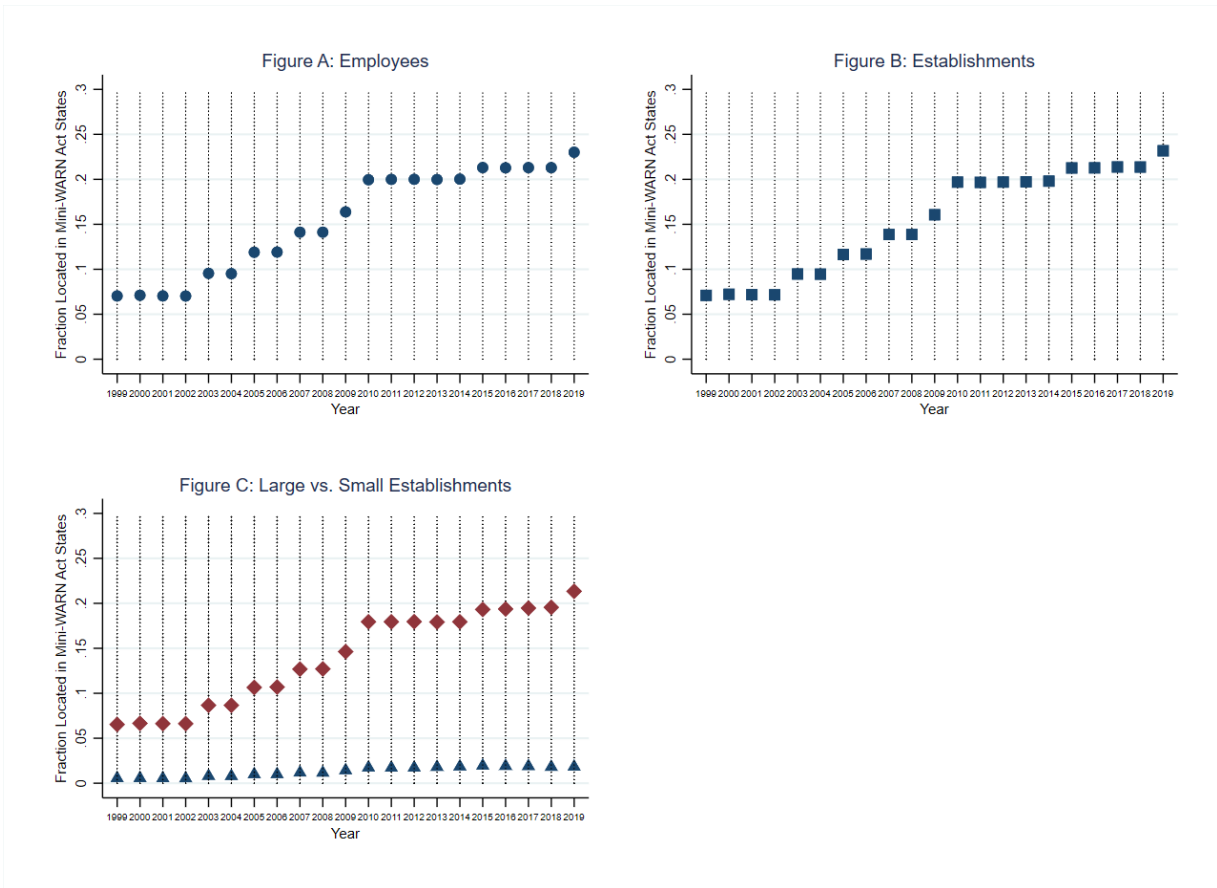 Figure A: Employees
Fraction Located in Mini-WARN Act States
.3
.25
.2
.15
.1
.05
0
1999 2000 2001 2002 2003 2004 2005 2006 2007 2008 2009 2010 2011 2012 2013 2014 2015 2016 2017 2018 2019
Year
Figure B: Establishments
Fraction Located in Mini-WARN Act States
.3
.25
.2
.15
.1
.05
0
1999 2000 2001 2002 2003 2004 2005 2006 2007 2008 2009 2010 2011 2012 2013 2014 2015 2016 2017 2018 2019
Year
Figure C: Large vs. Small Establishments
Fraction Located in Mini-WARN Act States
.3
.25
.2
.15
.1
.05
0
1999 2000 2001 2002 2003 2004 2005 2006 2007 2008 2009 2010 2011 2012 2013 2014 2015 2016 2017 2018 2019
Year